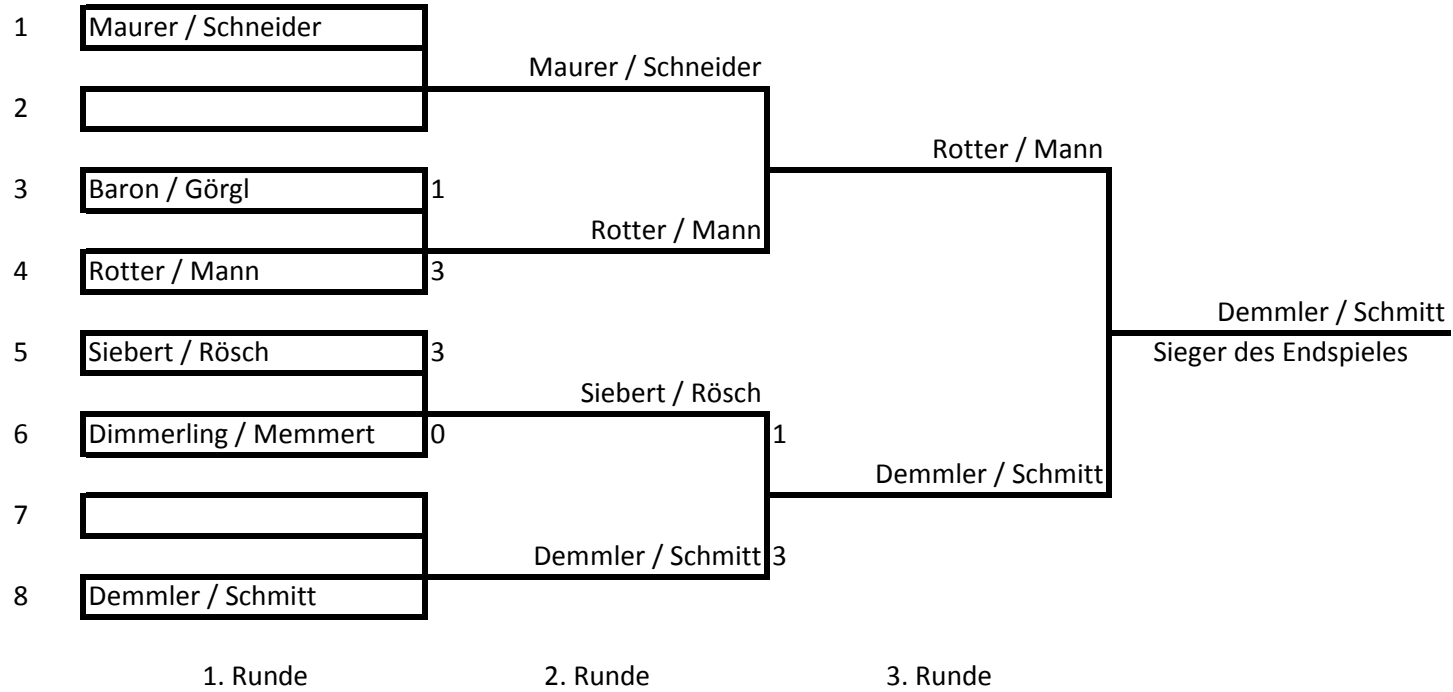 1 Maurer / Schneider
Maurer / Schneider
2
Rotter / Mann
3 Baron / Görgl 1
Rotter / Mann
4 Rotter / Mann 3
Demmler / Schmitt
5 Siebert / Rösch 3
Sieger des Endspieles
Siebert / Rösch
6 Dimmerling / Memmert 0 1
Demmler / Schmitt
7
Demmler / Schmitt 3
8 Demmler / Schmitt
1. Runde 2. Runde 3. Runde